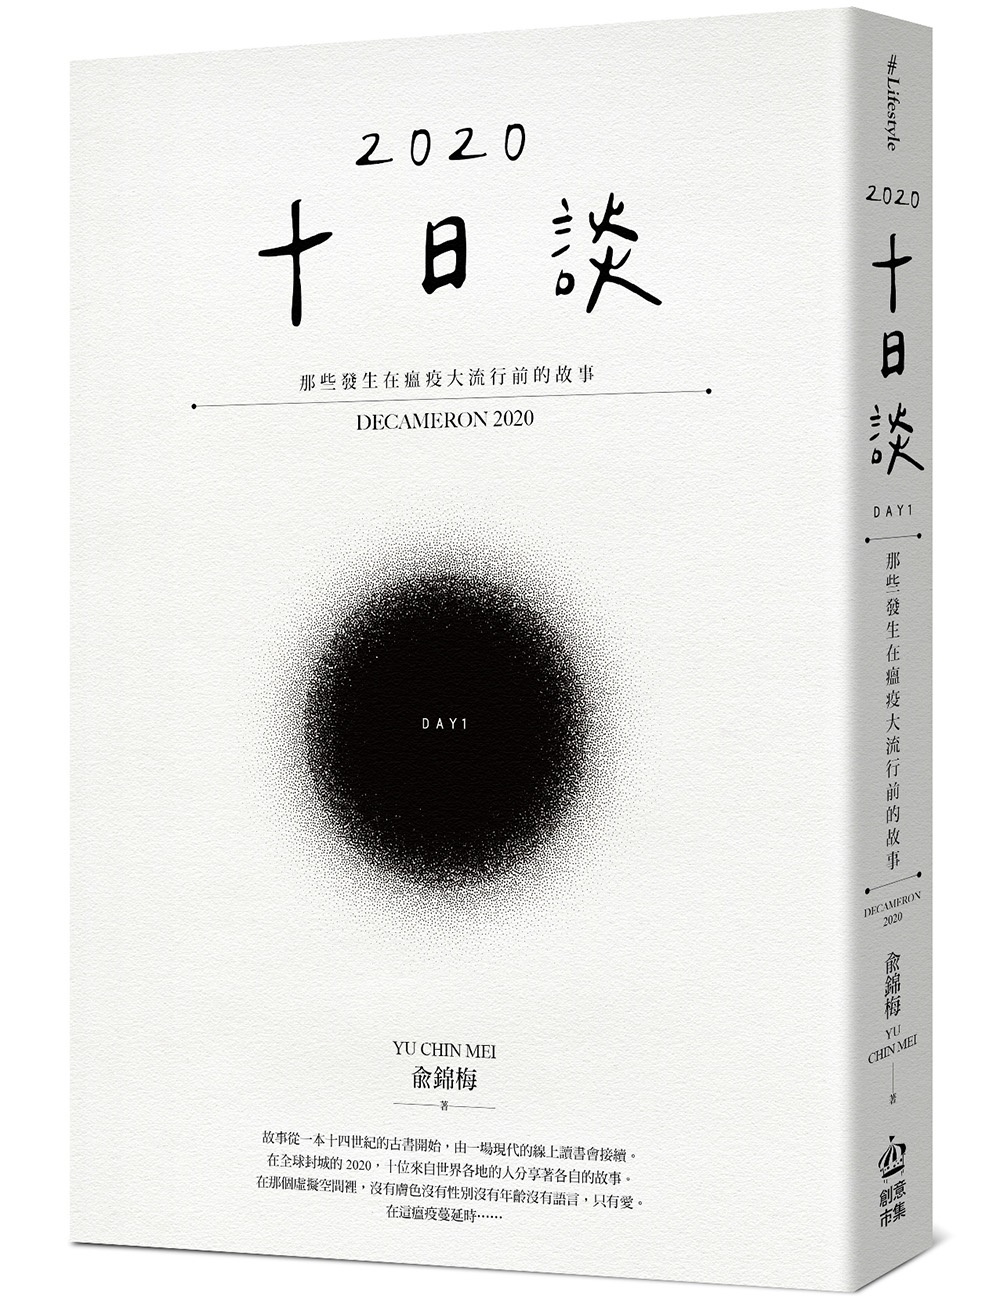 2020
十日談
那些發生在瘟疫大流行前的故事
DECAMERON 2020
DAY1
YU CHIN MEI
俞錦梅
著
故事從一本十四世紀的古書開始，由一場現代的線上讀書會接續。
在全球封城的 2020，十位來自世界各地的人分享著各自的故事。
在那個虛擬空間裡，沒有膚色沒有性別沒有年齡沒有語言，只有愛。
在這瘟疫蔓延時……
#Lifestyle
2020
十日談
DAY1
那些發生在瘟疫大流行前的故事
DECAMERON
2020
俞錦梅
YU
CHIN MEI
著
創意
市集